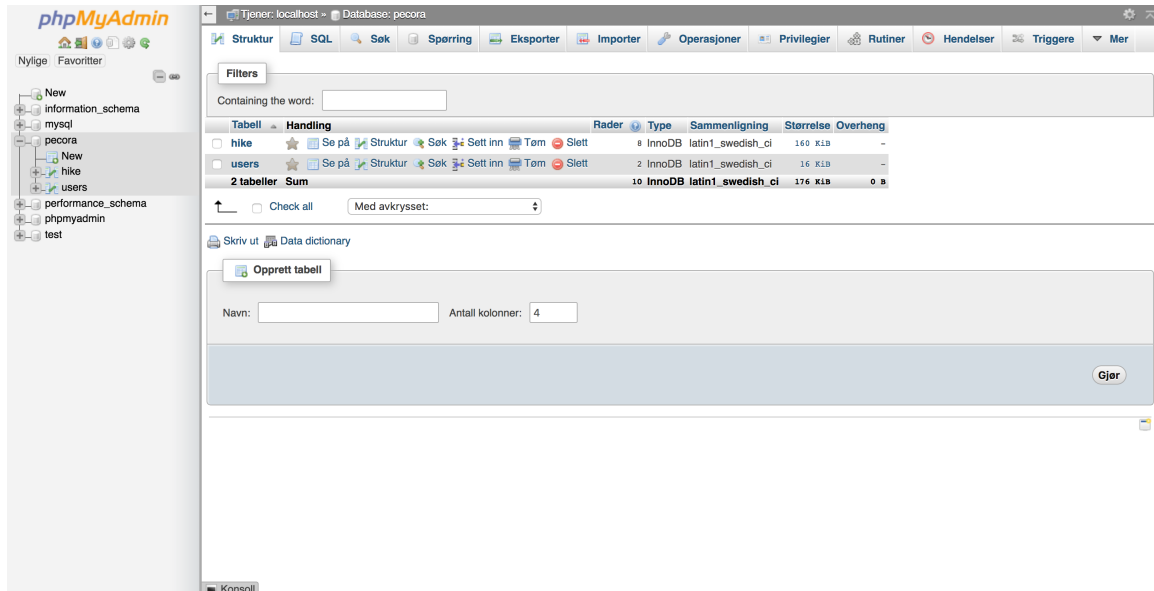 phpMyAdmin
Nylige Favoritter
New
information_schema
mysql
pecora
New
hike
users
performance_schema
phpmyadmin
test
Tjener: localhost » Database: pecora
Struktur SQL Søk Spørring Eksporter Importer Operasjoner Privilegier Rutiner Hendelser Triggere Mer
Filters
Containing the word:
Tabell Handling Rader Type Sammenligning Størrelse Overheng
hike Se på Struktur Søk Sett inn Tøm Slett 8 InnoDB latin1_swedish_ci 160 KiB -
users Se på Struktur Søk Sett inn Tøm Slett 2 InnoDB latin1_swedish_ci 16 KiB -
2 tabeller Sum 10 InnoDB latin1_swedish_ci 176 KiB 0 B
Check all Med avkrysset:
Skriv ut Data dictionary
Opprett tabell
Navn: Antall kolonner: 4
Gjør
Konsoll